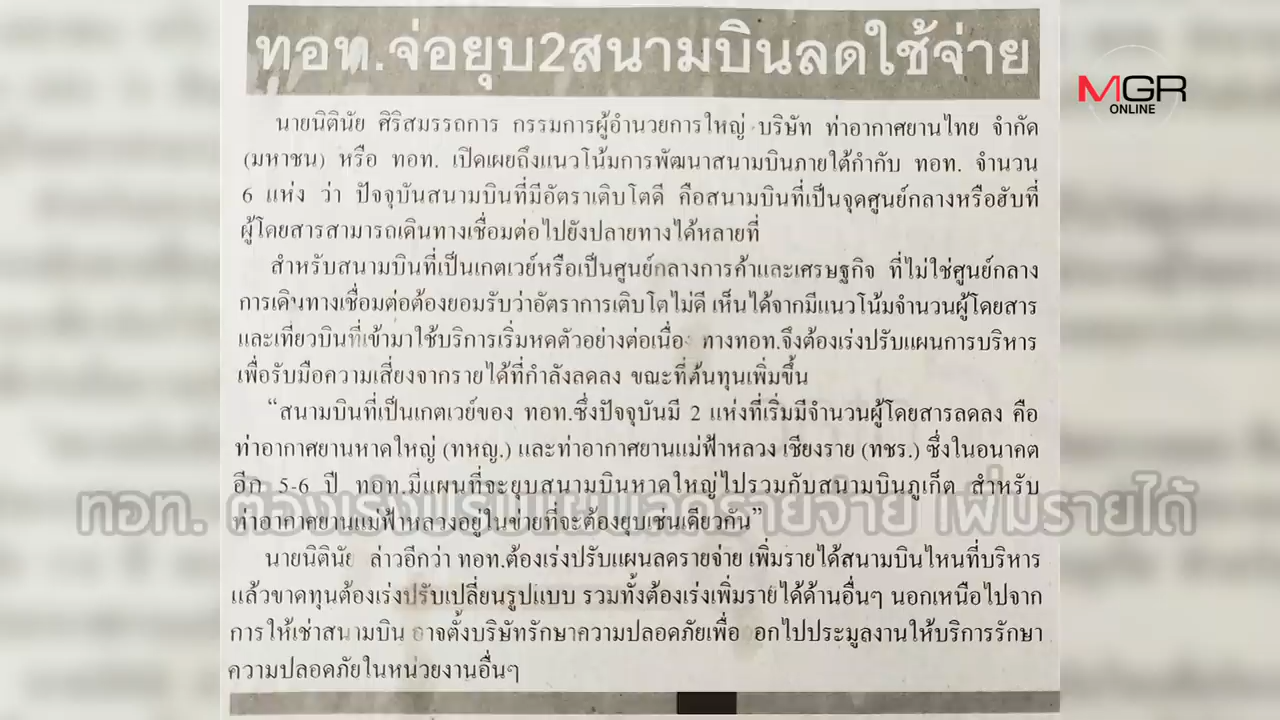 ทอท.จ่อยุบ2สนามบินลดใช้จ่าย
MGR
ONLINE
นายนิตินัย ศิริสมรรถการ กรรมการผู้อำนวยการใหญ่ บริษัท ท่าอากาศยานไทย จำกัด
(มหาชน) หรือ ทอท. เปิดเผยถึงแนวโน้มการพัฒนาสนามบินภายใต้กำกับ ทอท. จำนวน
6 แห่ง ว่า ปัจจุบันสนามบินที่มีอัตราเติบโตดี คือสนามบินที่เป็นจุดศูนย์กลางหรือฮับที่
ผู้โดยสารสามารถเดินทางเชื่อมต่อไปยังปลายทางได้หลายที่
สำหรับสนามบินที่เป็นเกตเวย์หรือเป็นศูนย์กลางการค้าและเศรษฐกิจ ที่ไม่ใช่ศูนย์กลาง
การเดินทางเชื่อมต่อต้องยอมรับว่าอัตราการเติบโตไม่ดี เห็นได้จากมีแนวโน้มจำนวนผู้โดยสาร
และเที่ยวบินที่เข้ามาใช้บริการเริ่มหดตัวอย่างต่อเนื่อง ทางทอท.จึงต้องเร่งปรับแผนการบริหาร
เพื่อรับมือความเสี่ยงจากรายได้ที่กำลังลดลง ขณะที่ต้นทุนเพิ่มขึ้น
“สนามบินที่เป็นเกตเวย์ของ ทอท.ซึ่งปัจจุบันมี 2 แห่งที่เริ่มมีจำนวนผู้โดยสารลดลง คือ
ท่าอากาศยานหาดใหญ่ (ทหญ.) และท่าอากาศยานแม่ฟ้าหลวง เชียงราย (ทชร.) ซึ่งในอนาคต
อีก 5-6 ปี ทอท.มีแผนที่จะยุบสนามบินหาดใหญ่ไปรวมกับสนามบินภูเก็ต สำหรับ
ท่าอากาศยานแม่ฟ้าหลวงอยู่ในข่ายที่จะต้องยุบเช่นเดียวกัน”
ทอท. ต้องเร่งปรับแผนลดรายจ่าย เพิ่มรายได้
นายนิตินัย ล่าวอีกว่า ทอท.ต้องเร่งปรับแผนลดรายจ่าย เพิ่มรายได้สนามบินไหนที่บริหาร
แล้วขาดทุนต้องเร่งปรับเปลี่ยนรูปแบบ รวมทั้งต้องเร่งเพิ่มรายได้ด้านอื่นๆ นอกเหนือไปจาก
การให้เช่าสนามบิน อาจตั้งบริษัทรักษาความปลอดภัยเพื่อ อกไปประมูลงานให้บริการรักษา
ความปลอดภัยในหน่วยงานอื่นๆ